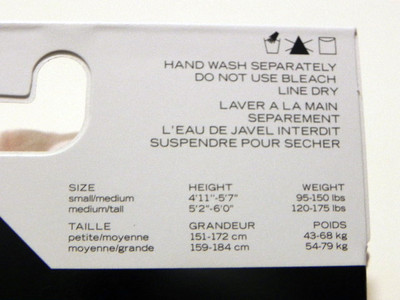 HAND WASH SEPARATELY
DO NOT USE BLEACH
LINE DRY
LAVER A LA MAIN
SEPAREMENT
L'EAU DE JAVEL INTERDIT
SUSPENDRE POUR SECHER
SIZE HEIGHT WEIGHT
small/medium 4'11"-5'7" 95-150 lbs
medium/tall 5'2"-6'0" 120-175 lbs
TAILLE GRANDEUR POIDS
petite/moyenne 151-172 cm 43-68 kg
moyenne/grande 159-184 cm 54-79 kg